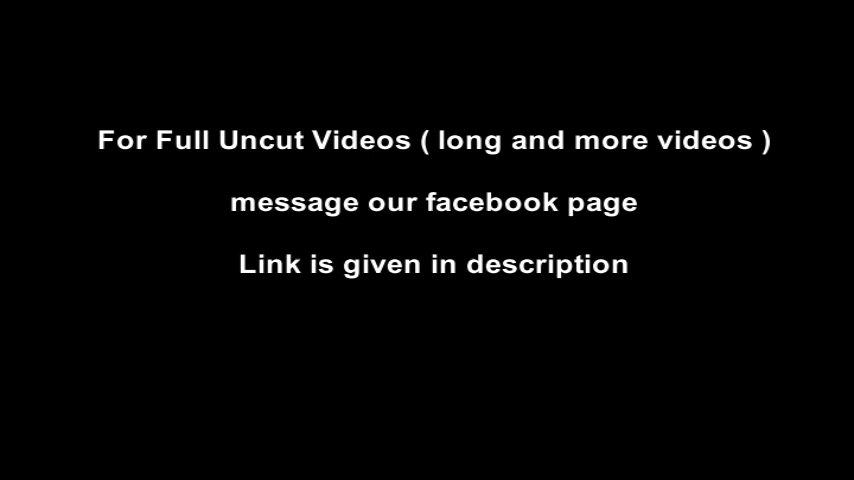 For Full Uncut Videos ( long and more videos )
message our facebook page
Link is given in description